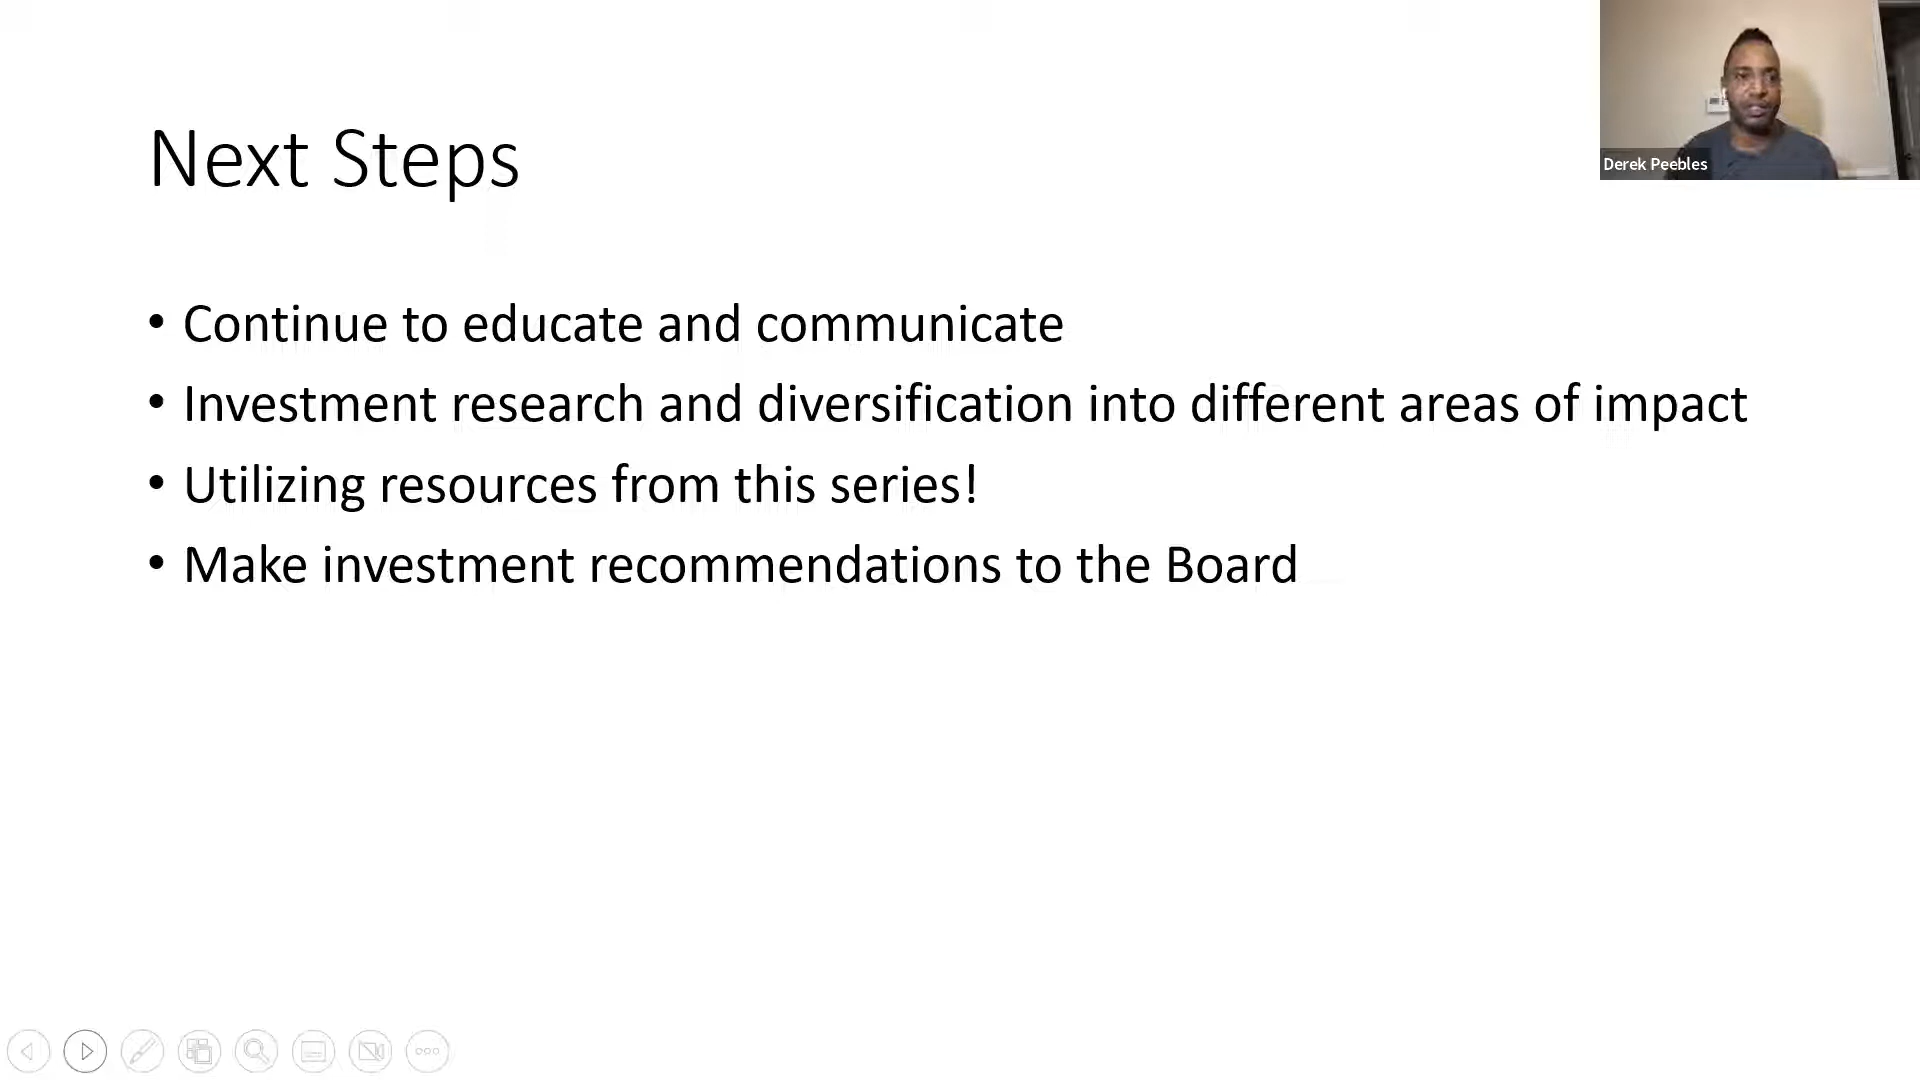 Next Steps
Derek Peebles
• Continue to educate and communicate
• Investment research and diversification into different areas of impact
• Utilizing resources from this series!
• Make investment recommendations to the Board